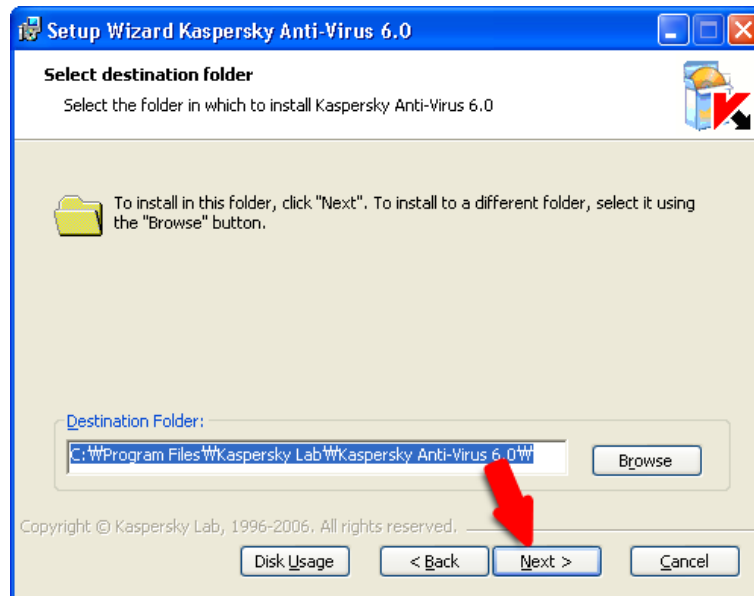 Setup Wizard Kaspersky Anti-Virus 6.0
Select destination folder
Select the folder in which to install Kaspersky Anti-Virus 6.0
To install in this folder, click "Next". To install to a different folder, select it using
the "Browse" button.
Destination Folder:
C:₩Program Files₩Kaspersky Lab₩Kaspersky Anti-Virus 6.0₩
Browse
Copyright © Kaspersky Lab, 1996-2006. All rights reserved.
Disk Usage
< Back
Next >
Cancel